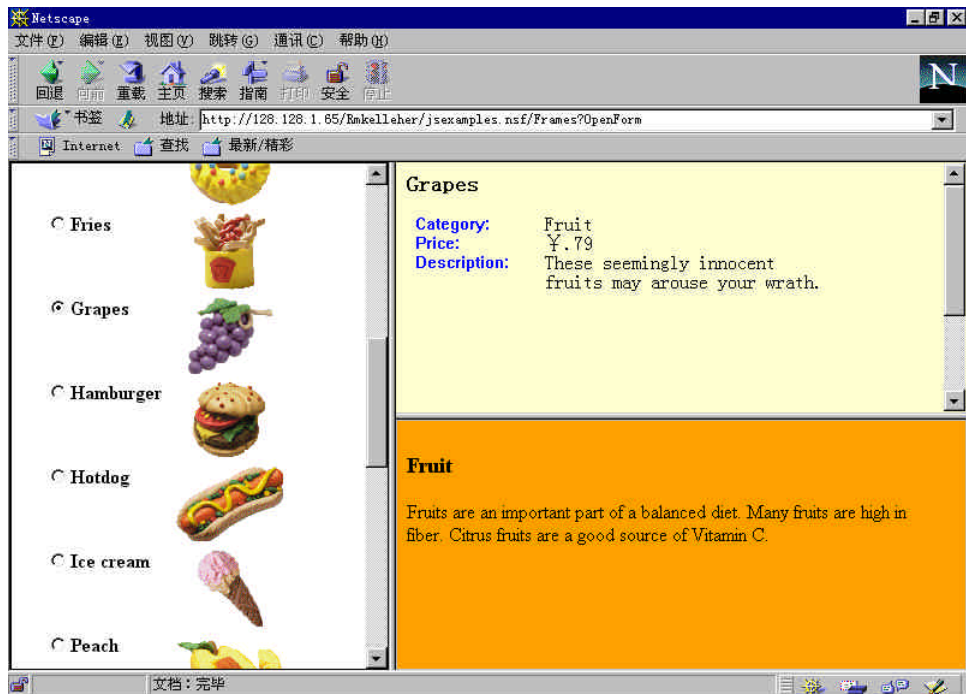 Netscape
文件(F) 编辑(E) 视图(V) 跳转(G) 通讯(C) 帮助(H)
回退 向前 重载 主页 搜索 指南 打印 安全 停止
N
书签 地址: http://128.128.1.65/Rmkelleher/jsexamples.nsf/Frames?OpenForm
Internet 查找 最新/精彩
Fries
Grapes
Hamburger
Hotdog
Ice cream
Peach
Grapes
Category: Fruit
Price: ￥.79
Description: These seemingly innocent
fruits may arouse your wrath.
Fruit
Fruits are an important part of a balanced diet. Many fruits are high in
fiber. Citrus fruits are a good source of Vitamin C.
文档：完毕